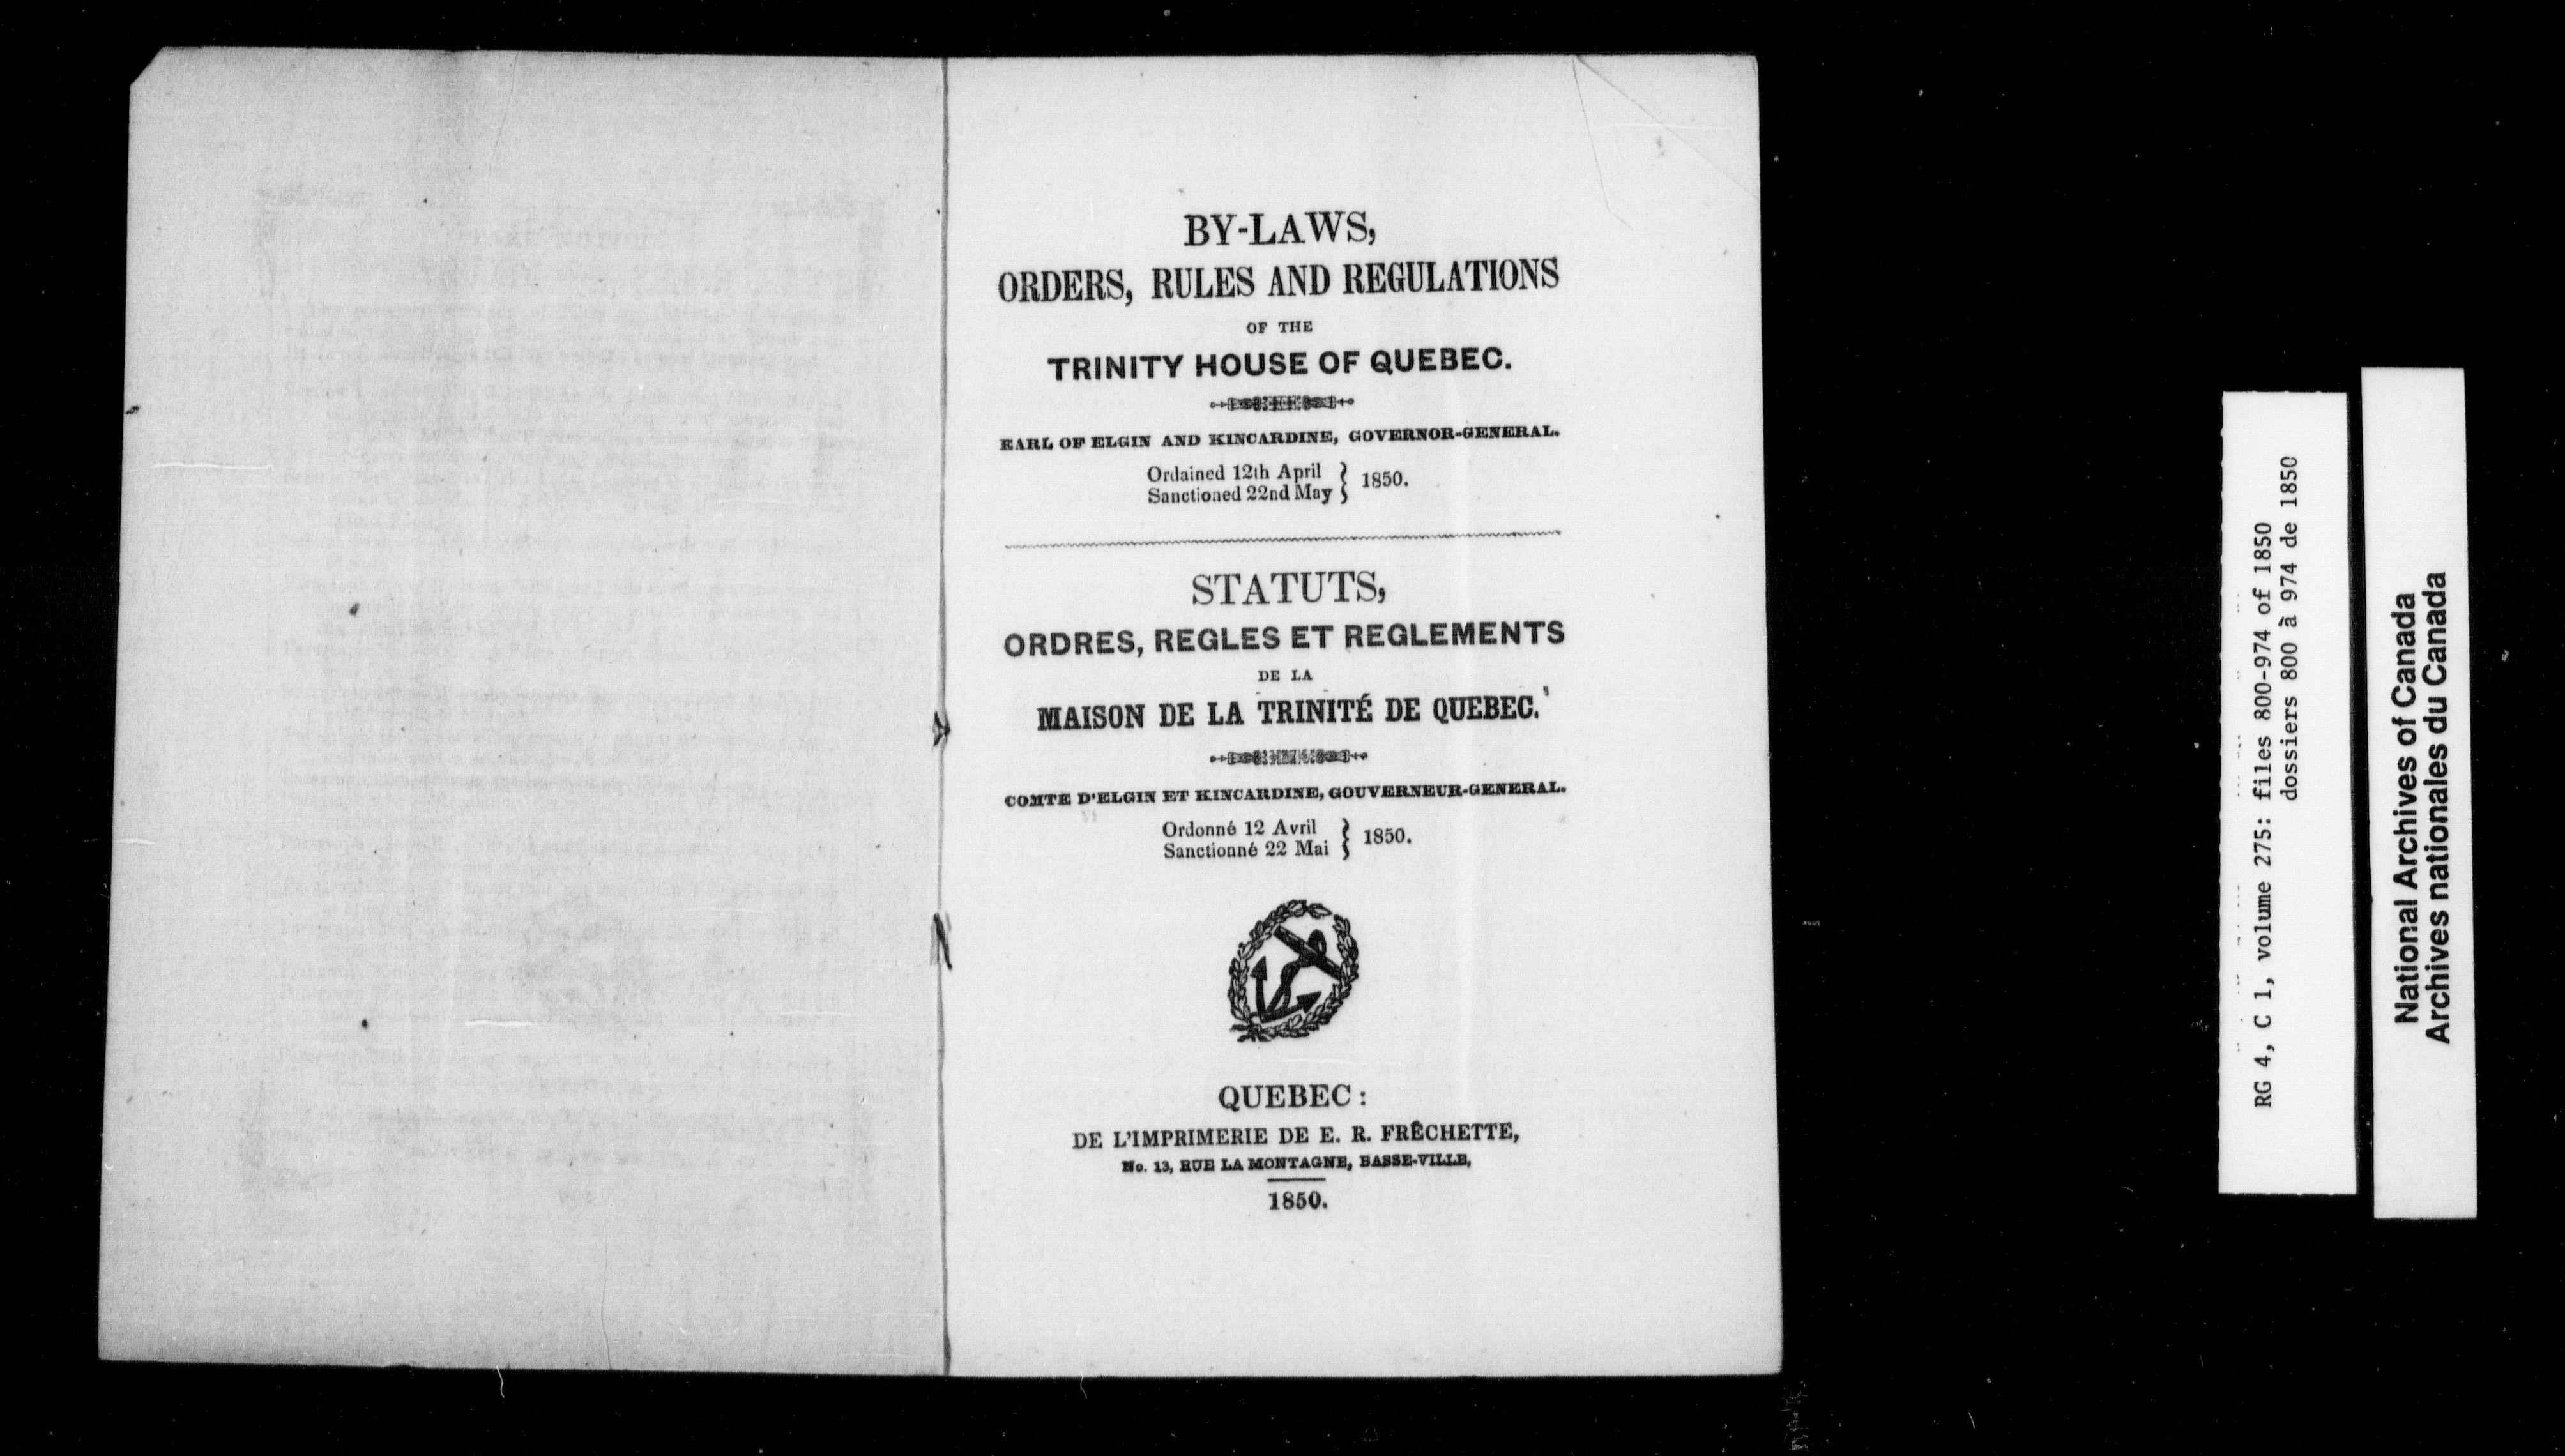 BY-LAWS,
ORDERS, RULES AND REGULATIONS
OF THE
TRINITY HOUSE OF QUEBEC.
EARL OF ELGIN AND KINCARDINE, GOVERNOR-GENERAL.
Ordained 12th April
Sanctioned 22nd May } 1850.
STATUTS,
ORDRES, REGLES ET REGLEMENTS
DE LA
MAISON DE LA TRINITÉ DE QUEBEC.
COMTE D'ELGIN ET KINCARDINE, GOUVERNEUR-GENERAL.
Ordonné 12 Avril
Sanctionné 22 Mai } 1850.
QUEBEC:
DE L'IMPRIMERIE DE E. R. FRÊCHETTE,
No. 13, RUE LA MONTAGNE, BASSE-VILLE,
1850.
RG 4, C 1, volume 275: files 800-974 of 1850
dossiers 800 à 974 de 1850
National Archives of Canada
Archives nationales du Canada